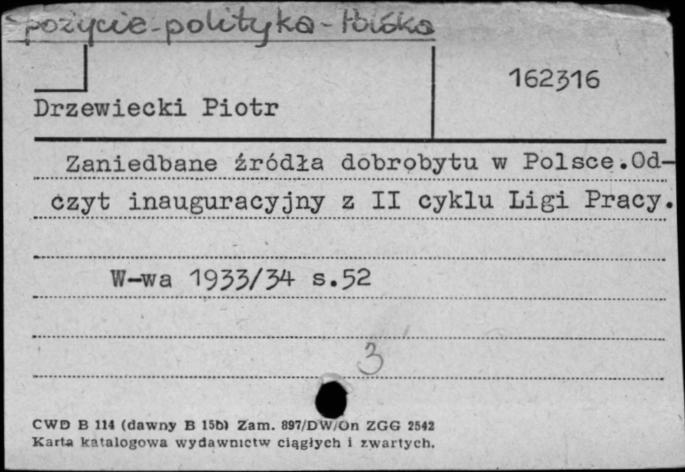 spożycie-polityka-Polska
162316
Drzewiecki Piotr
Zaniedbane źródła dobrobytu w Polsce.Od-
czyt inauguracyjny z II cyklu Ligi Pracy.
W-wa 1933/34 s.52
3
CWD B 114 (dawny B 15b) Zam. 897/DW/On ZGG 2542
Karta katalogowa wydawnictw ciągłych i zwartych.